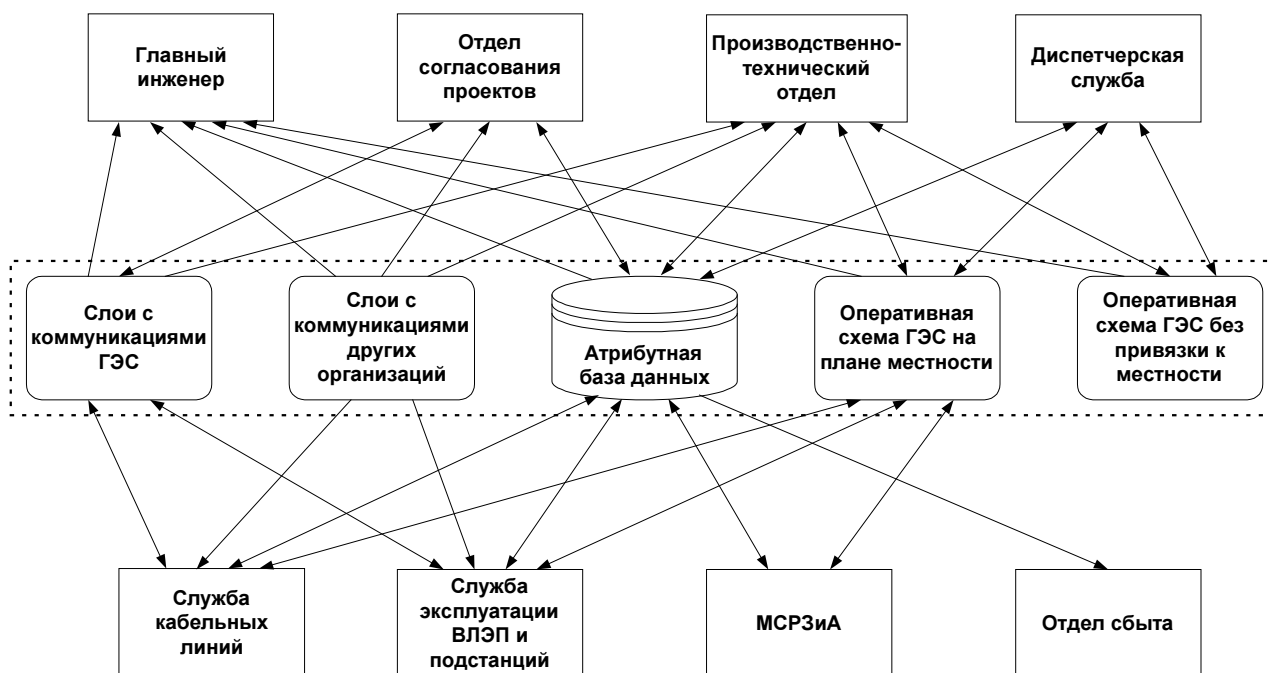 Главный
инженер
Отдел
согласования
проектов
Производственно-
технический
отдел
Диспетчерская
служба
Слои с
коммуникациями
ГЭС
Слои с
коммуникациями
других
организаций
Атрибутная
база данных
Оперативная
схема ГЭС на
плане местности
Оперативная
схема ГЭС без
привязки к
местности
Служба
кабельных
линий
Служба
эксплуатации
ВЛЭП и
подстанций
МСРЗиА
Отдел сбыта